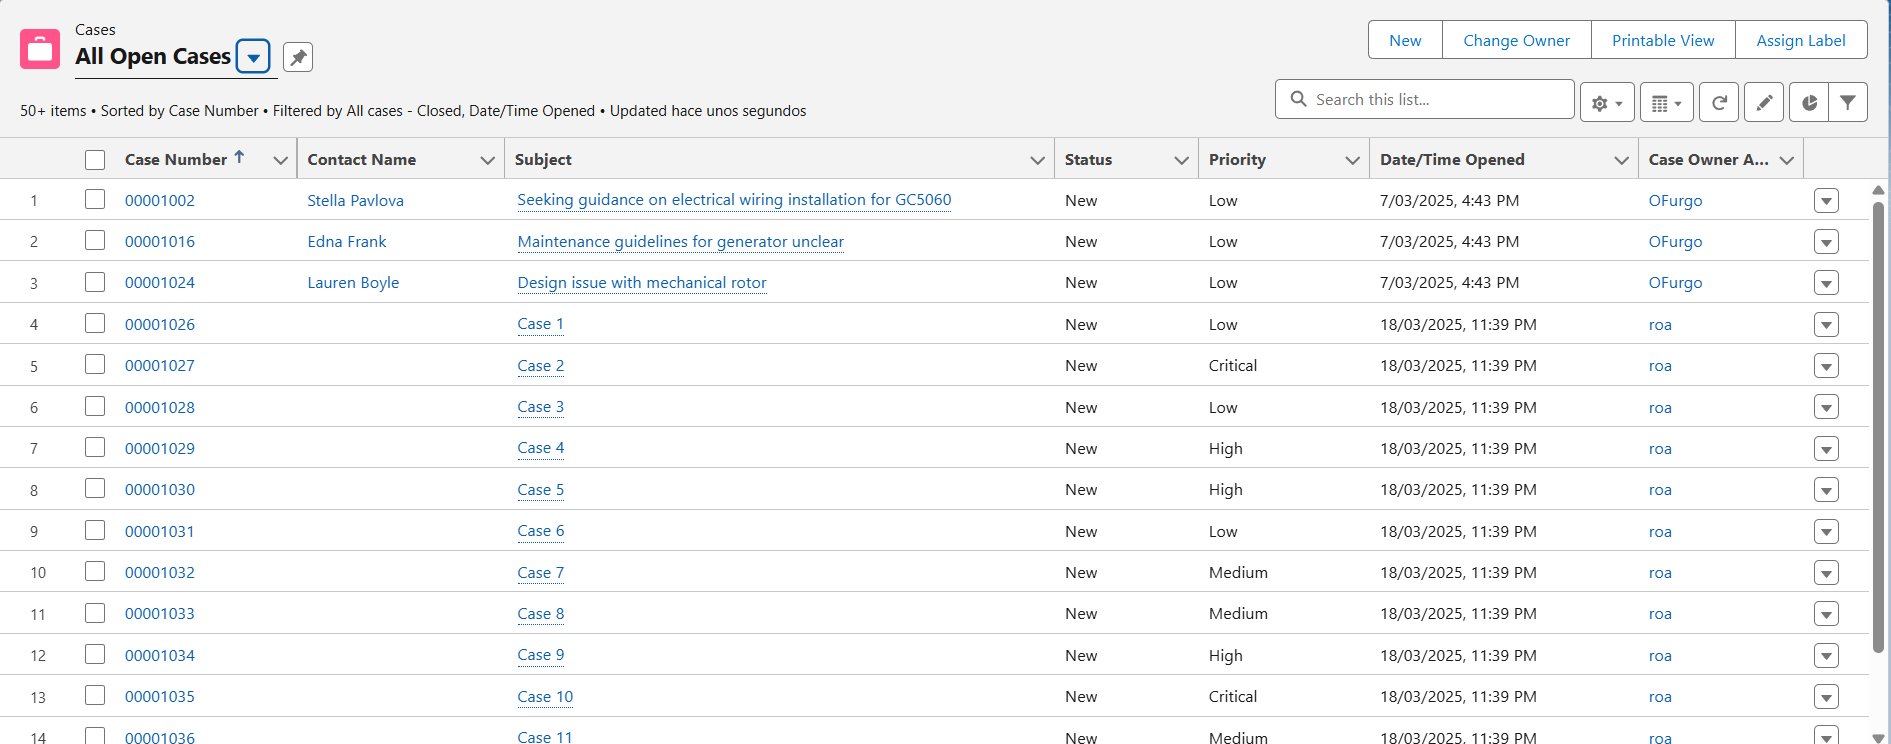 Cases
All Open Cases
New Change Owner Printable View Assign Label
50+ items • Sorted by Case Number • Filtered by All cases - Closed, Date/Time Opened • Updated hace unos segundos
Search this list...
Case Number Contact Name Subject Status Priority Date/Time Opened Case Owner A...
1 00001002 Stella Pavlova Seeking guidance on electrical wiring installation for GC5060 New Low 7/03/2025, 4:43 PM OFurgo
2 00001016 Edna Frank Maintenance guidelines for generator unclear New Low 7/03/2025, 4:43 PM OFurgo
3 00001024 Lauren Boyle Design issue with mechanical rotor New Low 7/03/2025, 4:43 PM OFurgo
4 00001026 Case 1 New Low 18/03/2025, 11:39 PM roa
5 00001027 Case 2 New Critical 18/03/2025, 11:39 PM roa
6 00001028 Case 3 New Low 18/03/2025, 11:39 PM roa
7 00001029 Case 4 New High 18/03/2025, 11:39 PM roa
8 00001030 Case 5 New High 18/03/2025, 11:39 PM roa
9 00001031 Case 6 New Low 18/03/2025, 11:39 PM roa
10 00001032 Case 7 New Medium 18/03/2025, 11:39 PM roa
11 00001033 Case 8 New Medium 18/03/2025, 11:39 PM roa
12 00001034 Case 9 New High 18/03/2025, 11:39 PM roa
13 00001035 Case 10 New Critical 18/03/2025, 11:39 PM roa
14 00001036 Case 11 New Medium 18/03/2025, 11:39 PM roa